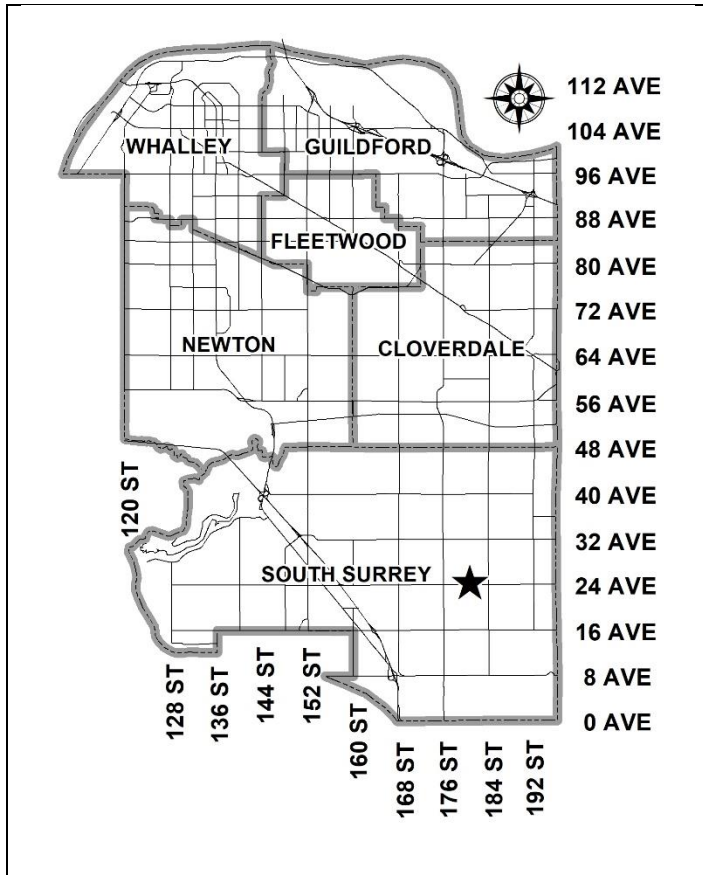 112 AVE
104 AVE
WHALLEY
GUILDFORD
96 AVE
88 AVE
FLEETWOOD
80 AVE
72 AVE
NEWTON
CLOVERDALE
64 AVE
56 AVE
48 AVE
120 ST
40 AVE
32 AVE
SOUTH SURREY
24 AVE
16 AVE
8 AVE
0 AVE
128 ST
136 ST
144 ST
152 ST
160 ST
168 ST
176 ST
184 ST
192 ST